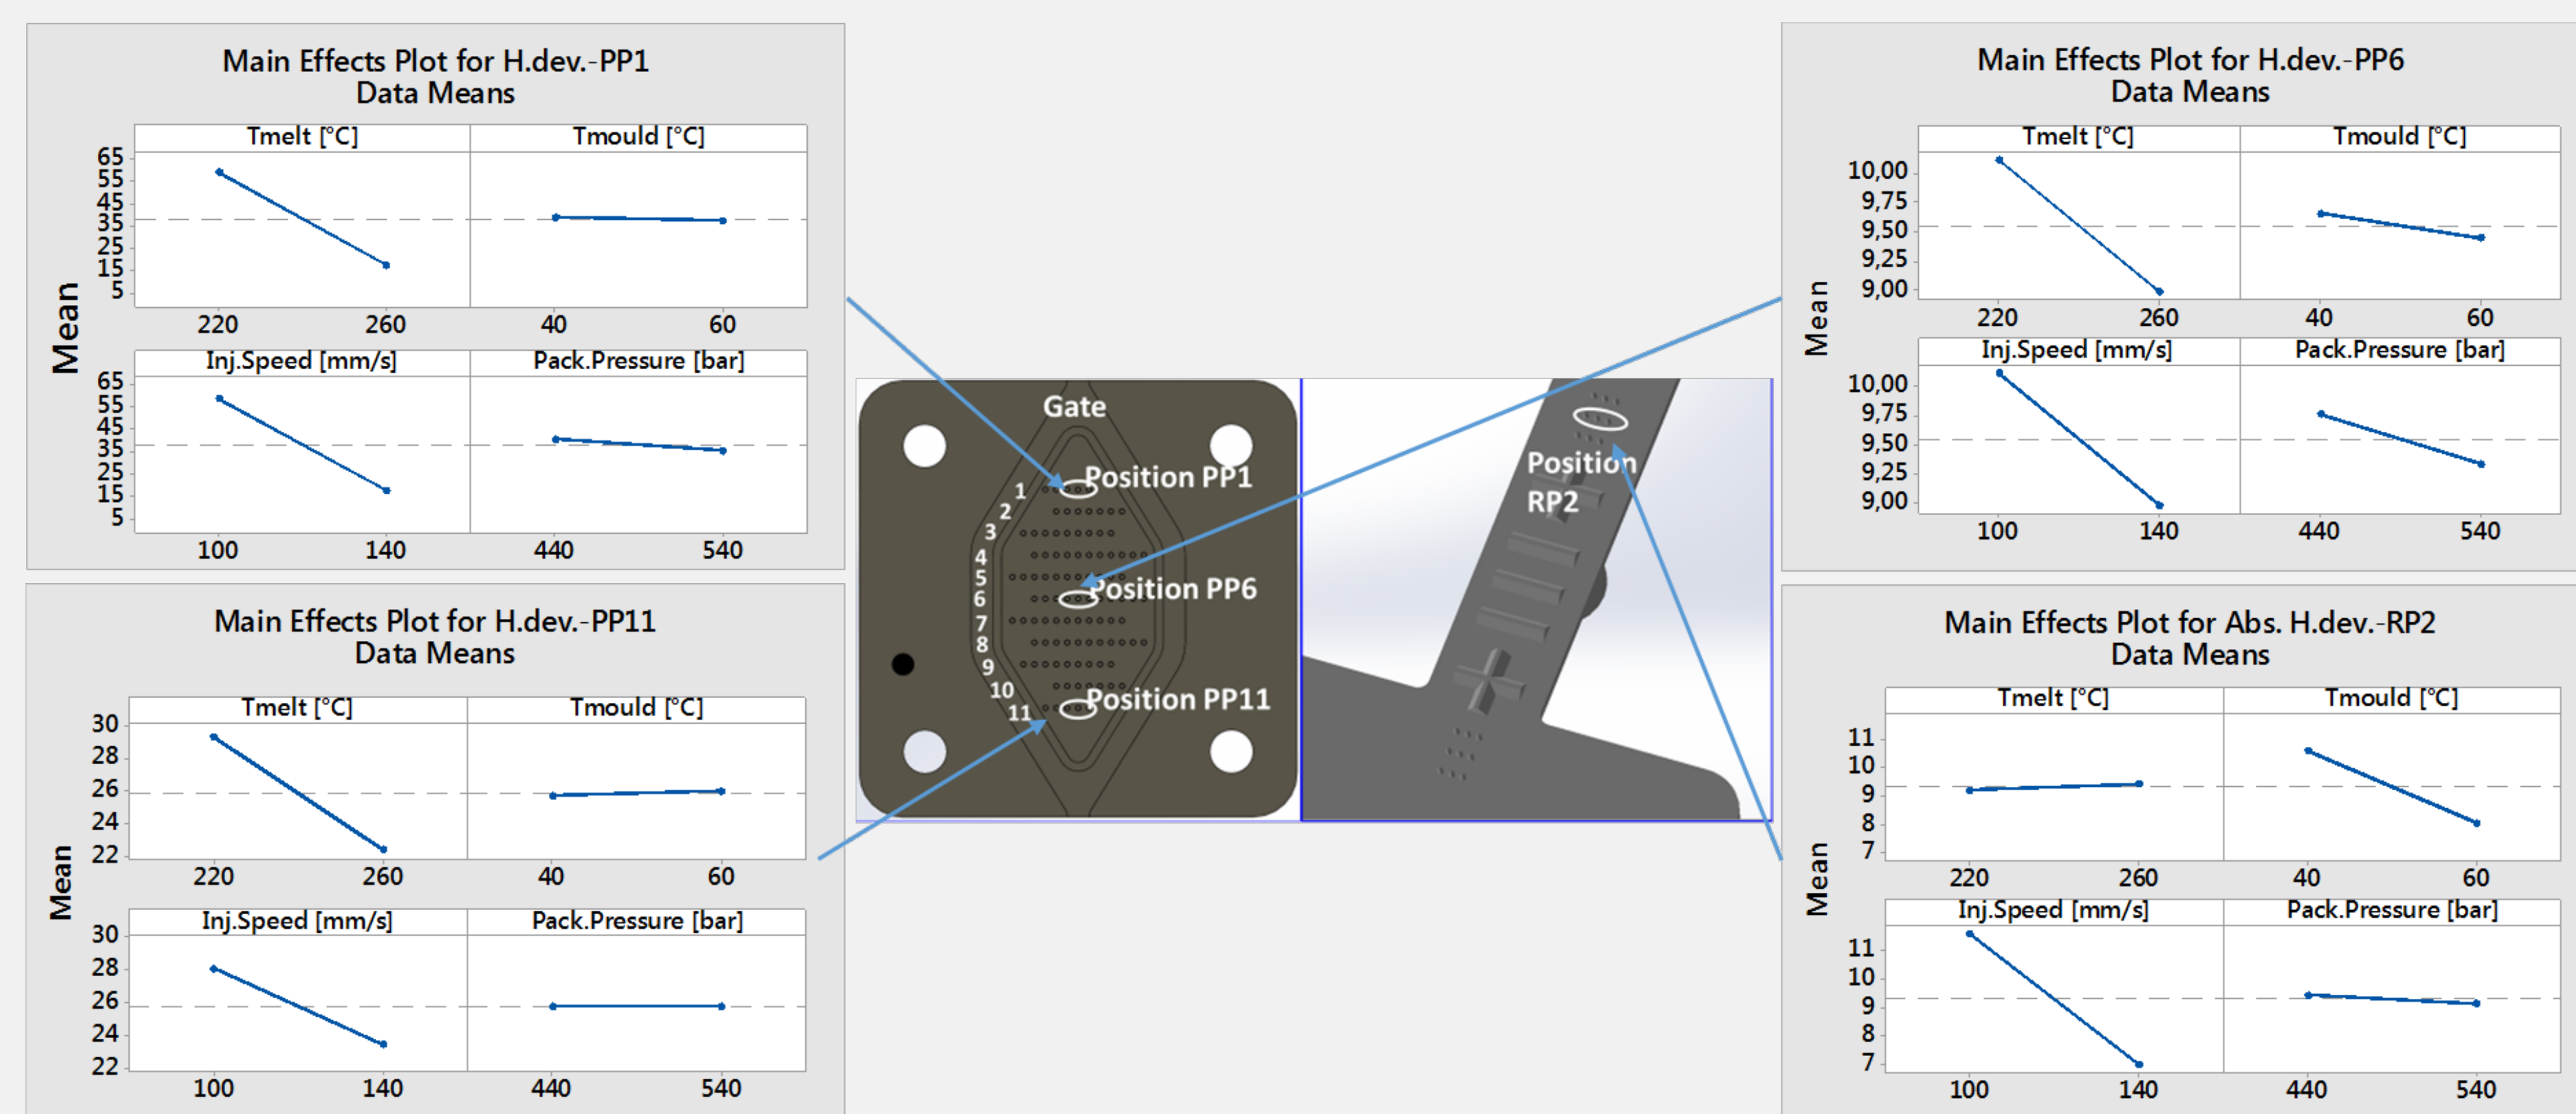 Main Effects Plot for H.dev.-PP1
Data Means
Tmelt [°C] Tmould [°C]
65
55
45
35
25
15
5
220 260 40 60
Mean
Inj.Speed [mm/s] Pack.Pressure [bar]
65
55
45
35
25
15
5
100 140 440 540
Main Effects Plot for H.dev.-PP11
Data Means
Tmelt [°C] Tmould [°C]
30
28
26
24
22
220 260 40 60
Mean
Inj.Speed [mm/s] Pack.Pressure [bar]
30
28
26
24
22
100 140 440 540
Gate
Position PP1
1
2
3
4
5
Position PP6
6
7
8
9
10
Position PP11
11
Position
RP2
Main Effects Plot for H.dev.-PP6
Data Means
Tmelt [°C] Tmould [°C]
10,00
9,75
9,50
9,25
9,00
220 260 40 60
Mean
Inj.Speed [mm/s] Pack.Pressure [bar]
10,00
9,75
9,50
9,25
9,00
100 140 440 540
Main Effects Plot for Abs. H.dev.-RP2
Data Means
Tmelt [°C] Tmould [°C]
11
10
9
8
7
220 260 40 60
Mean
Inj.Speed [mm/s] Pack.Pressure [bar]
11
10
9
8
7
100 140 440 540